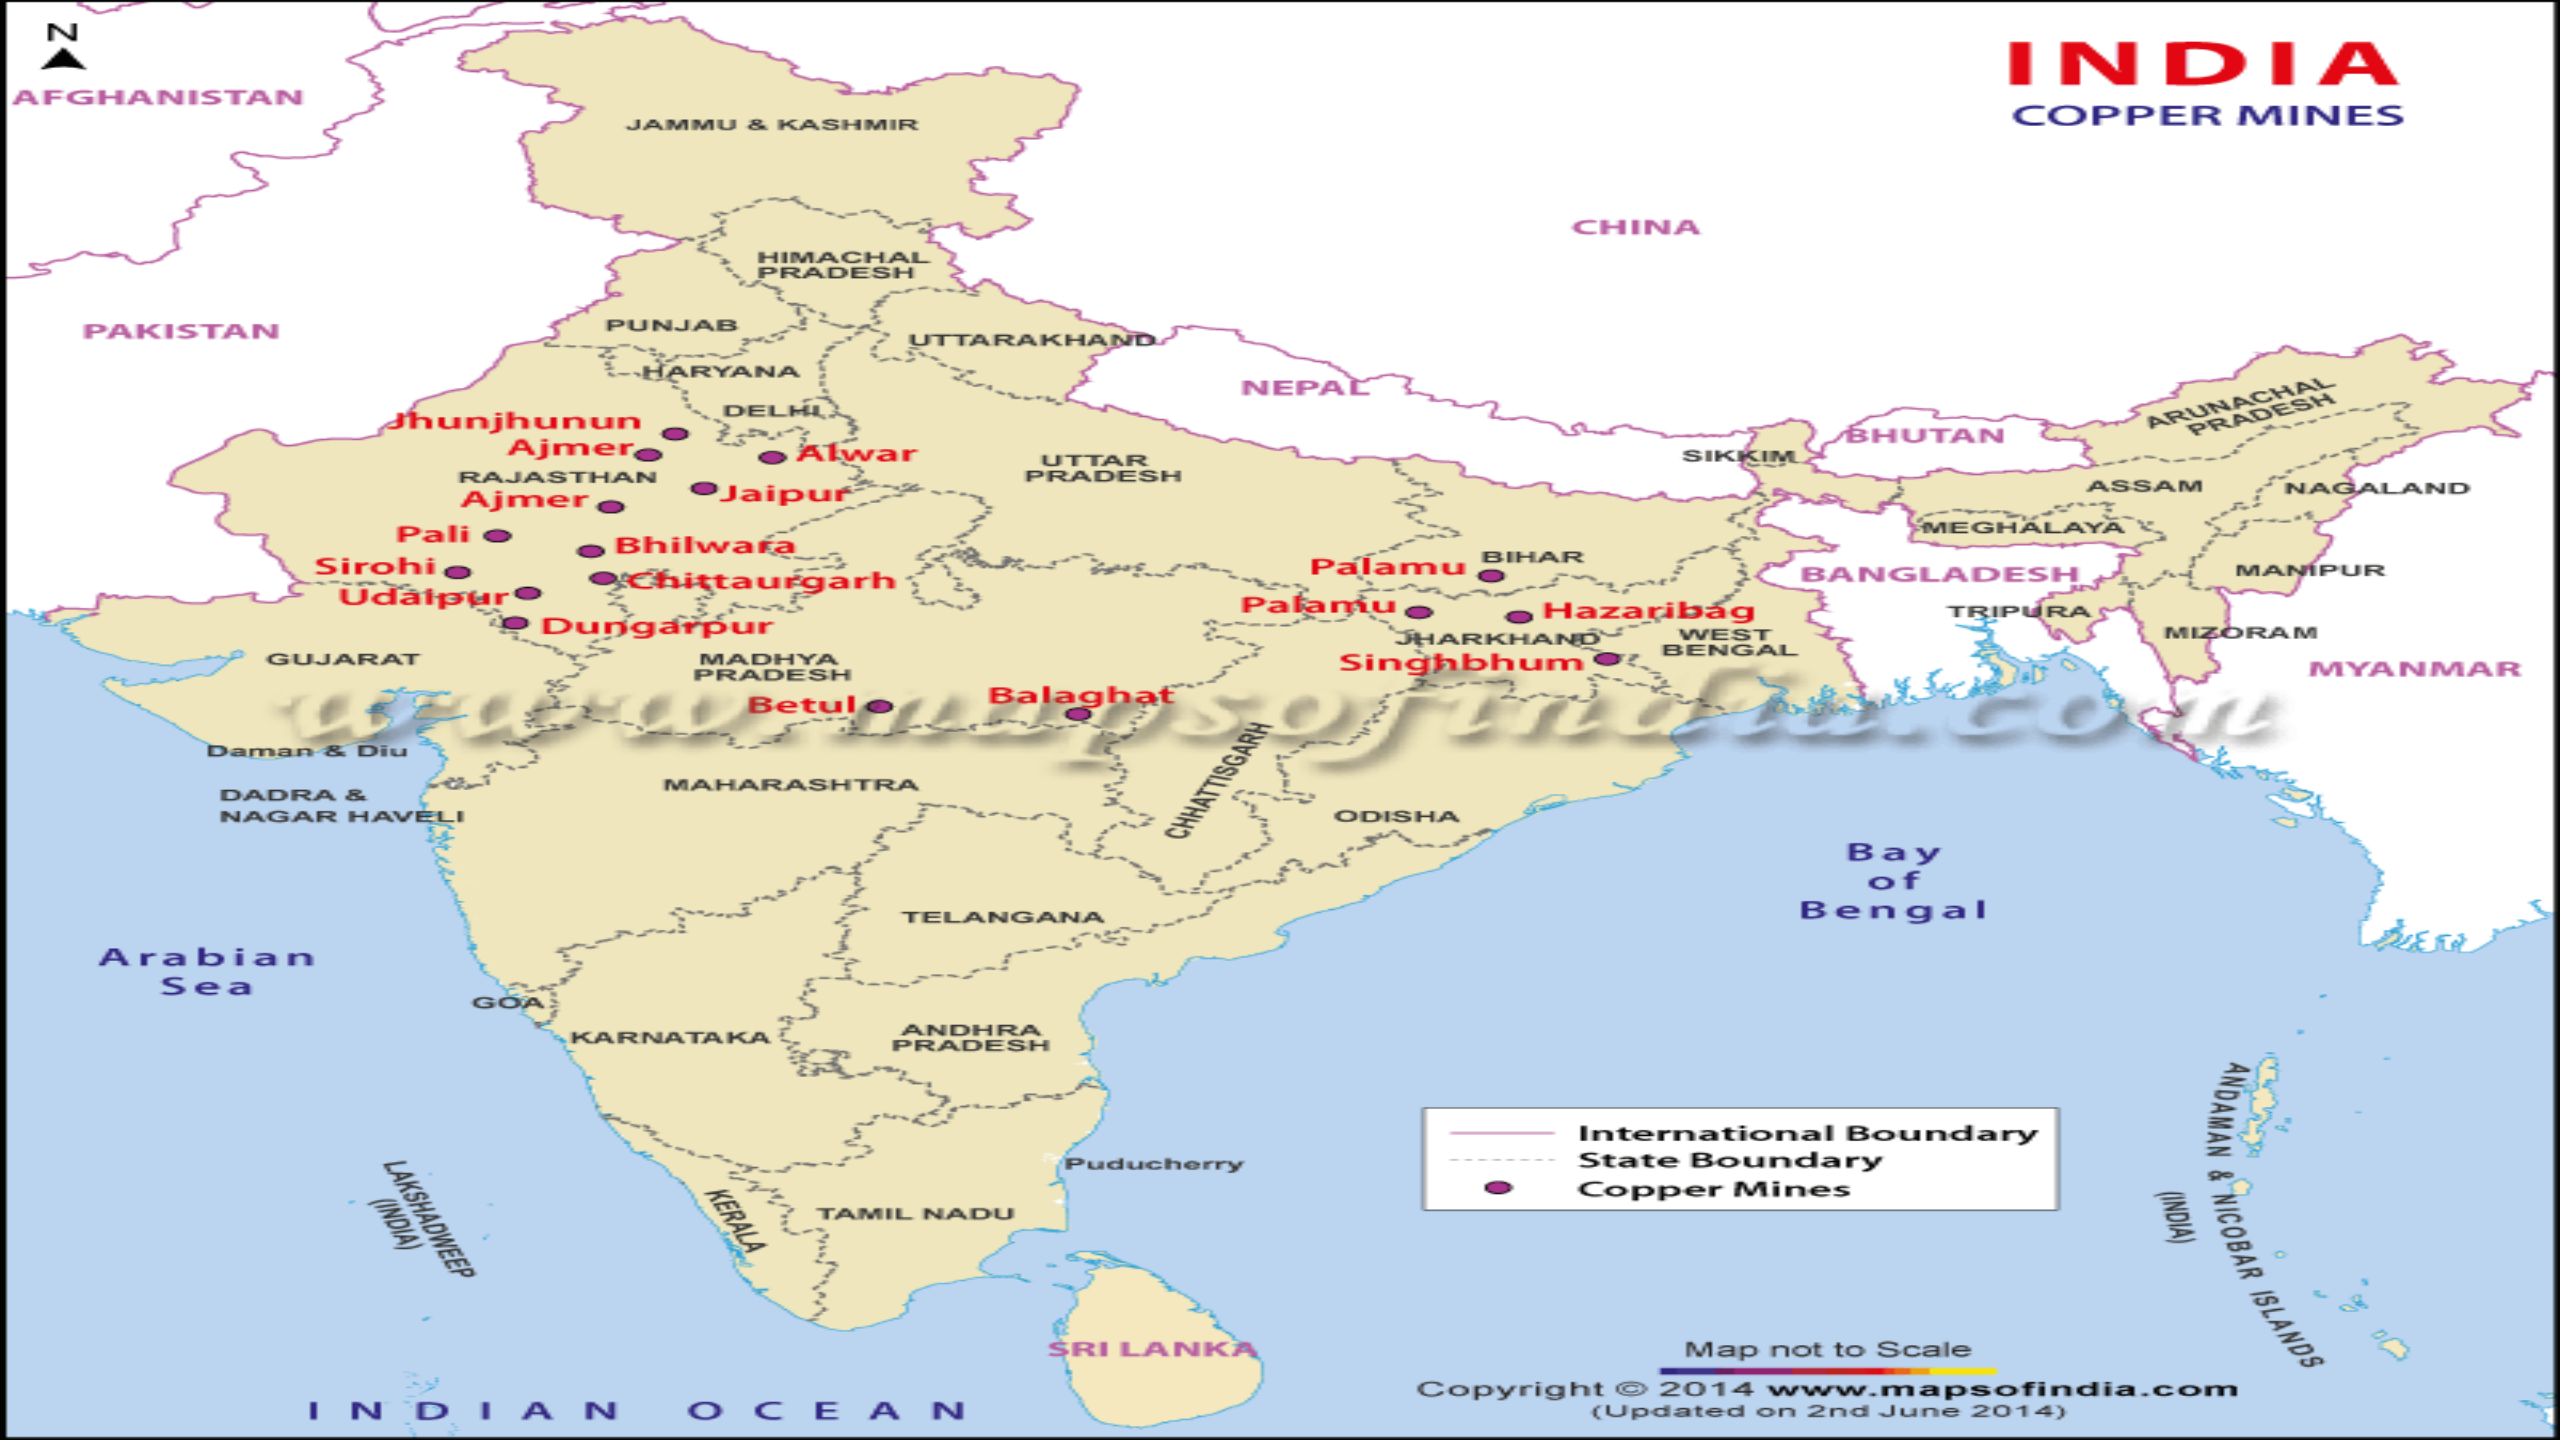 N
INDIA
COPPER MINES
AFGHANISTAN
JAMMU & KASHMIR
CHINA
HIMACHAL
PRADESH
PAKISTAN
PUNJAB
UTTARAKHAND
HARYANA
NEPAL
DELHI
ARUNACHAL
PRADESH
Jhunjhunun
Ajmer
Alwar
BHUTAN
SIKKIM
UTTAR
PRADESH
RAJASTHAN
Ajmer
Jaipur
ASSAM
NAGALAND
MEGHALAYA
Pali
Bhilwara
Sirohi
Chittaurgarh
Palamu
BIHAR
BANGLADESH
MANIPUR
Udaipur
Dungarpur
Palamu
Hazaribag
TRIPURA
JHARKHAND
WEST
BENGAL
MIZORAM
GUJARAT
MADHYA
PRADESH
Singhbhum
MYANMAR
Betul
Balaghat
www.mapsofindia.com
Daman & Diu
CHHATTISGARH
DADRA &
NAGAR HAVELI
MAHARASHTRA
ODISHA
Bay
of
Bengal
TELANGANA
Arabian
Sea
GOA
KARNATAKA
ANDHRA
PRADESH
International Boundary
State Boundary
Copper Mines
Puducherry
LAKSHADWEEP
(INDIA)
KERALA
TAMIL NADU
ANDAMAN & NICOBAR ISLANDS
(INDIA)
SRI LANKA
Map not to Scale
Copyright © 2014 www.mapsofindia.com
(Updated on 2nd June 2014)
INDIAN OCEAN